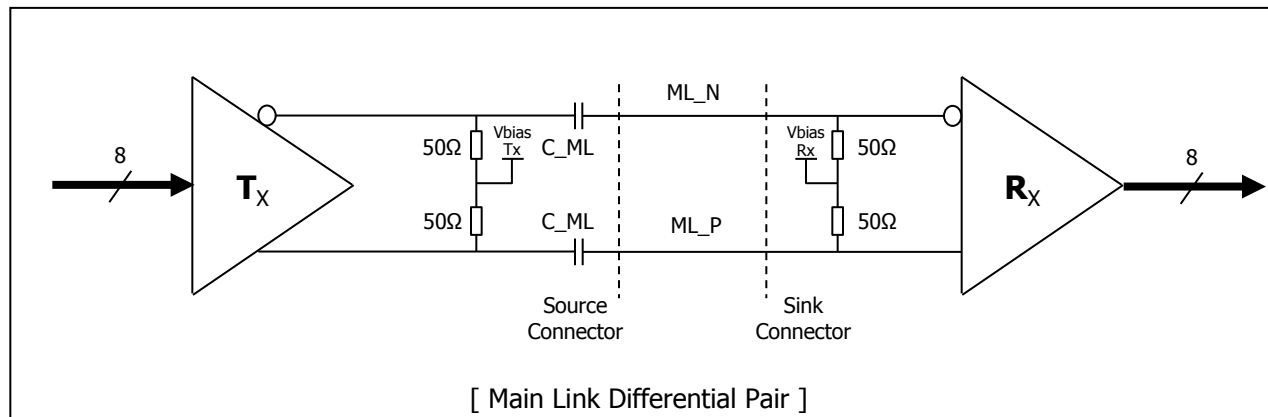 ML_N
Vbias
Tx
Vbias
Rx
50Ω
C_ML
50Ω
8
8
TX
RX
50Ω
C_ML
ML_P
50Ω
Source
Connector
Sink
Connector
[ Main Link Differential Pair ]